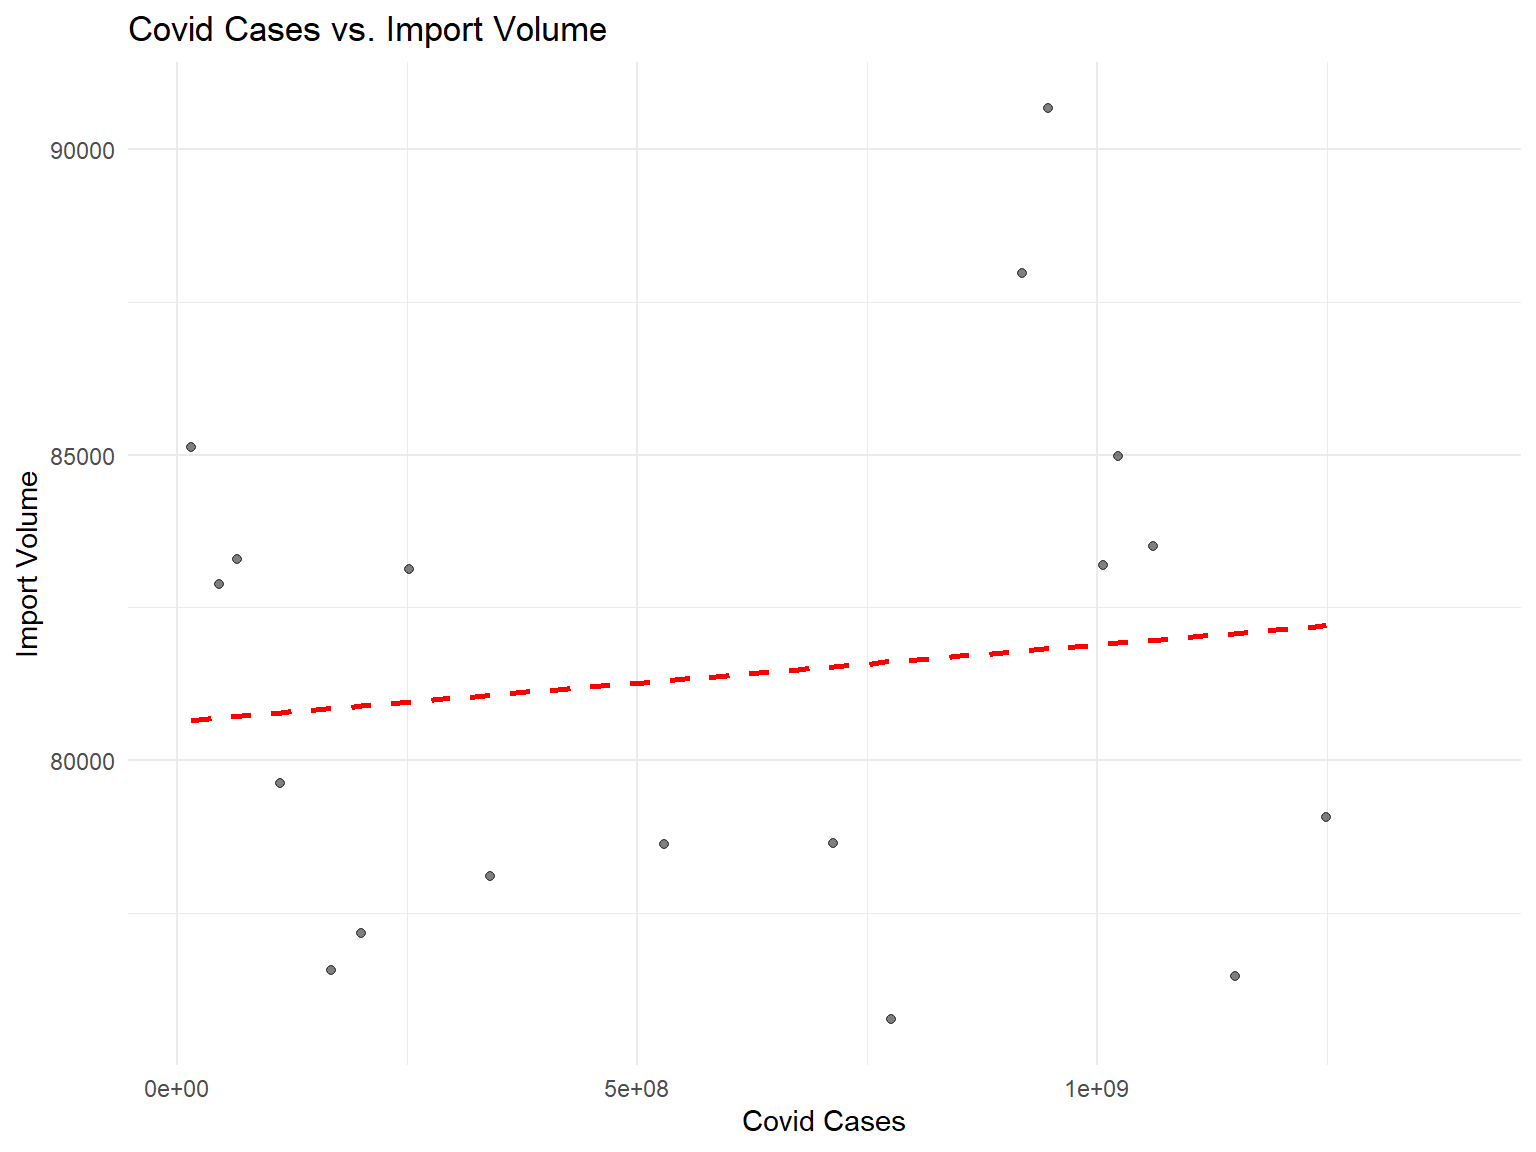 Covid Cases vs. Import Volume
90000
85000
80000
Import Volume
0e+00
5e+08
1e+09
Covid Cases